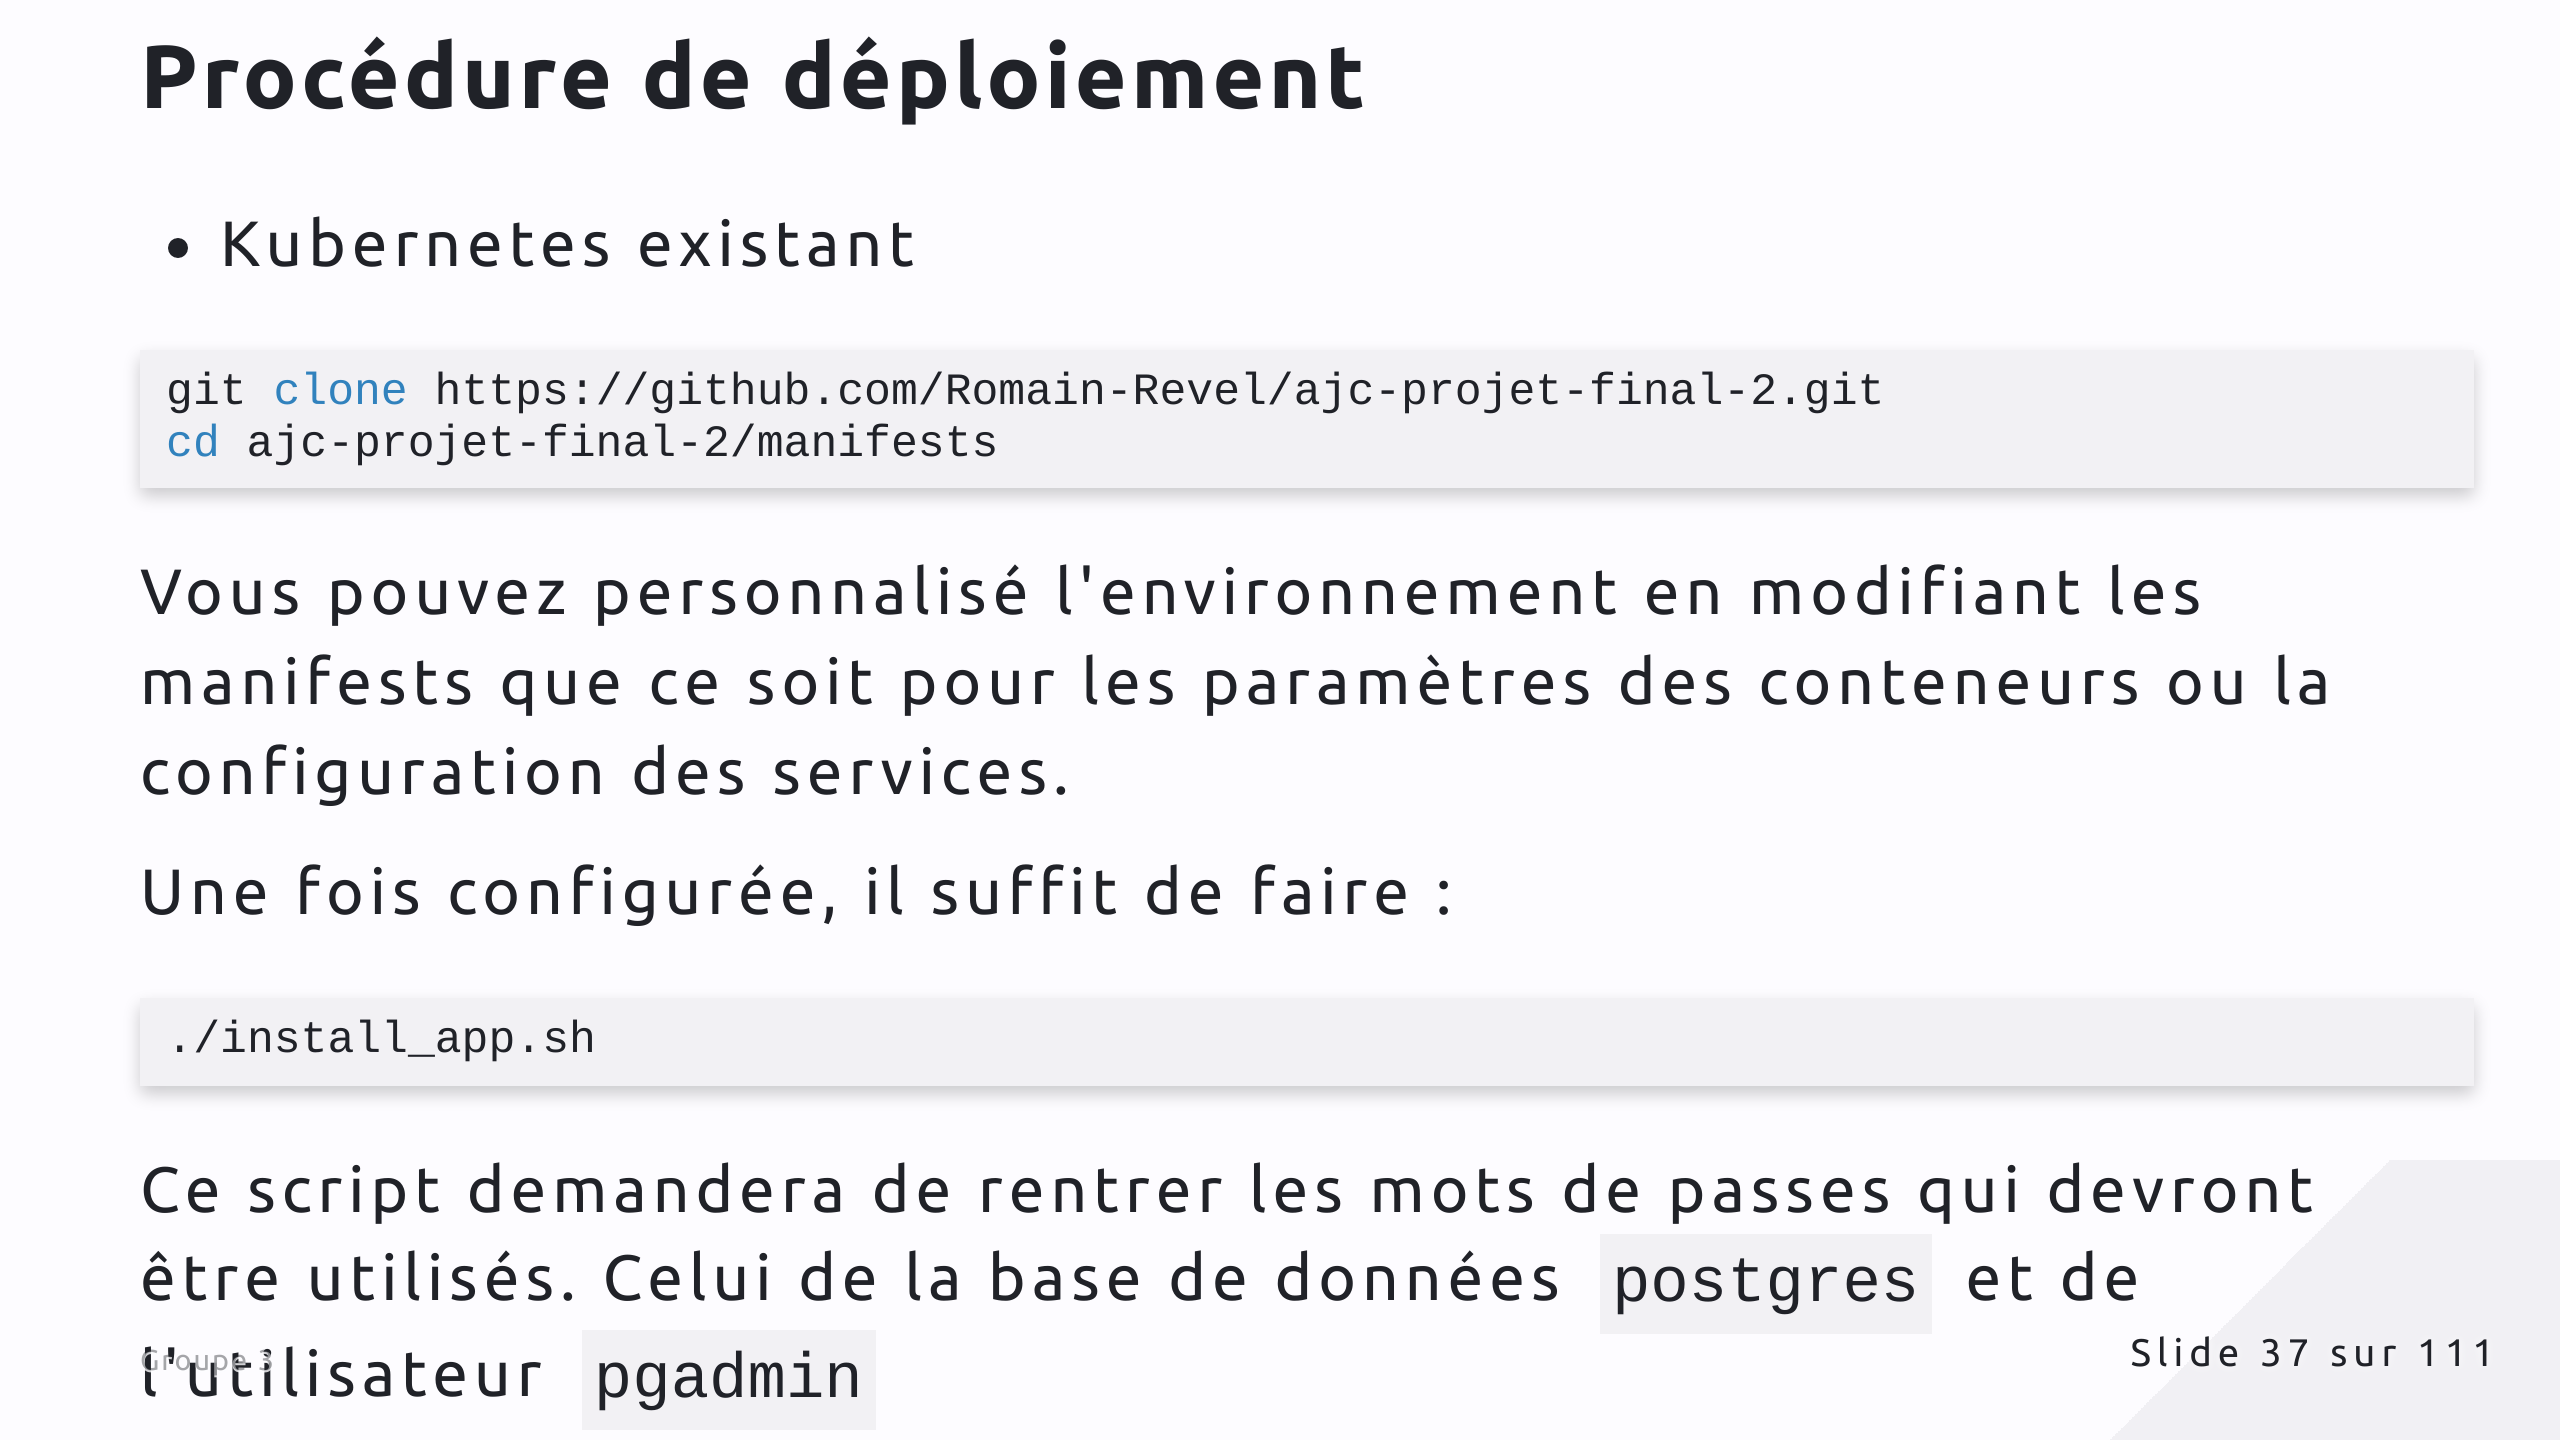 Procédure de déploiement
• Kubernetes existant
git clone https://github.com/Romain-Revel/ajc-projet-final-2.git
cd ajc-projet-final-2/manifests
Vous pouvez personnalisé l'environnement en modifiant les
manifests que ce soit pour les paramètres des conteneurs ou la
configuration des services.
Une fois configurée, il suffit de faire :
./install_app.sh
Ce script demandera de rentrer les mots de passes qui devront
être utilisés. Celui de la base de données postgres et de
l'utilisateur pgadmin
Groupe 3
Slide 37 sur 111